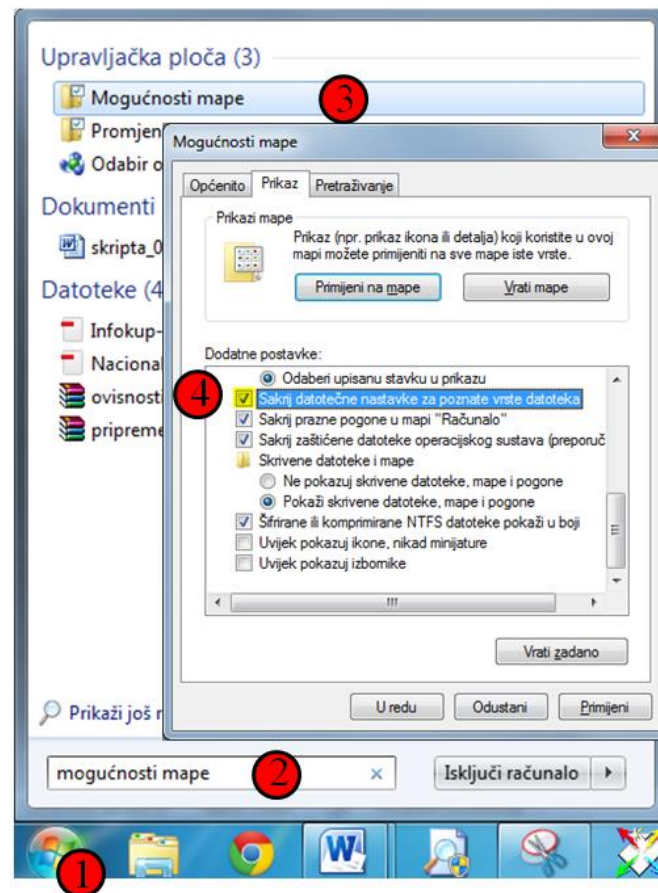 Upravljačka ploča (3)
Mogućnosti mape
3
Promjen
Odabir o
Dokumenti
skripta_0
Datoteke (4
Infokup-
Nacional
ovisnosti
pripreme
Prikaži još r
mogućnosti mape
2
Isključi računalo
1
Mogućnosti mape
Općenito Prikaz Pretraživanje
Prikazi mape
Prikaz (npr. prikaz ikona ili detalja) koji koristite u ovoj
mapi možete primijeniti na sve mape iste vrste.
Primijeni na mape Vrati mape
Dodatne postavke:
Odaberi upisanu stavku u prikazu
4
Sakrij datotečne nastavke za poznate vrste datoteka
Sakrij prazne pogone u mapi "Računalo"
Sakrij zaštićene datoteke operacijskog sustava (preporuč
Skrivene datoteke i mape
Ne pokazuj skrivene datoteke, mape i pogone
Pokaži skrivene datoteke, mape i pogone
Šifrirane ili komprimirane NTFS datoteke pokaži u boji
Uvijek pokazuj ikone, nikad minijature
Uvijek pokazuj izbornike
Vrati zadano
U redu Odustani Primijeni